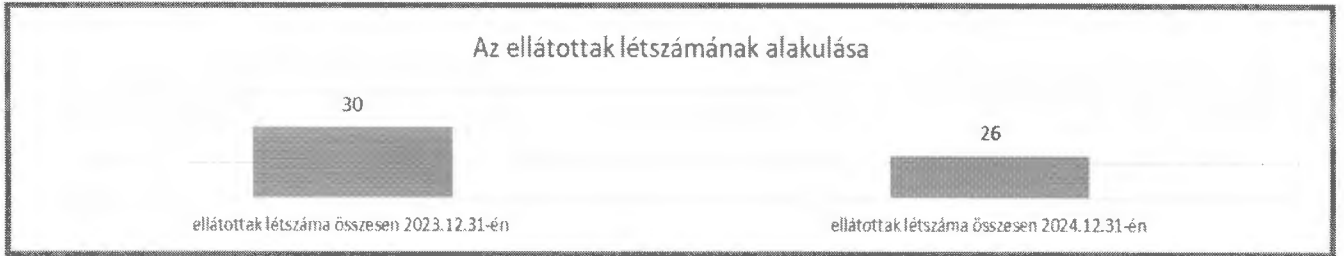 Az ellátottak létszámának alakulása
30
26
ellátottak létszáma összesen 2023.12.31-én
ellátottak létszáma összesen 2024.12.31-én